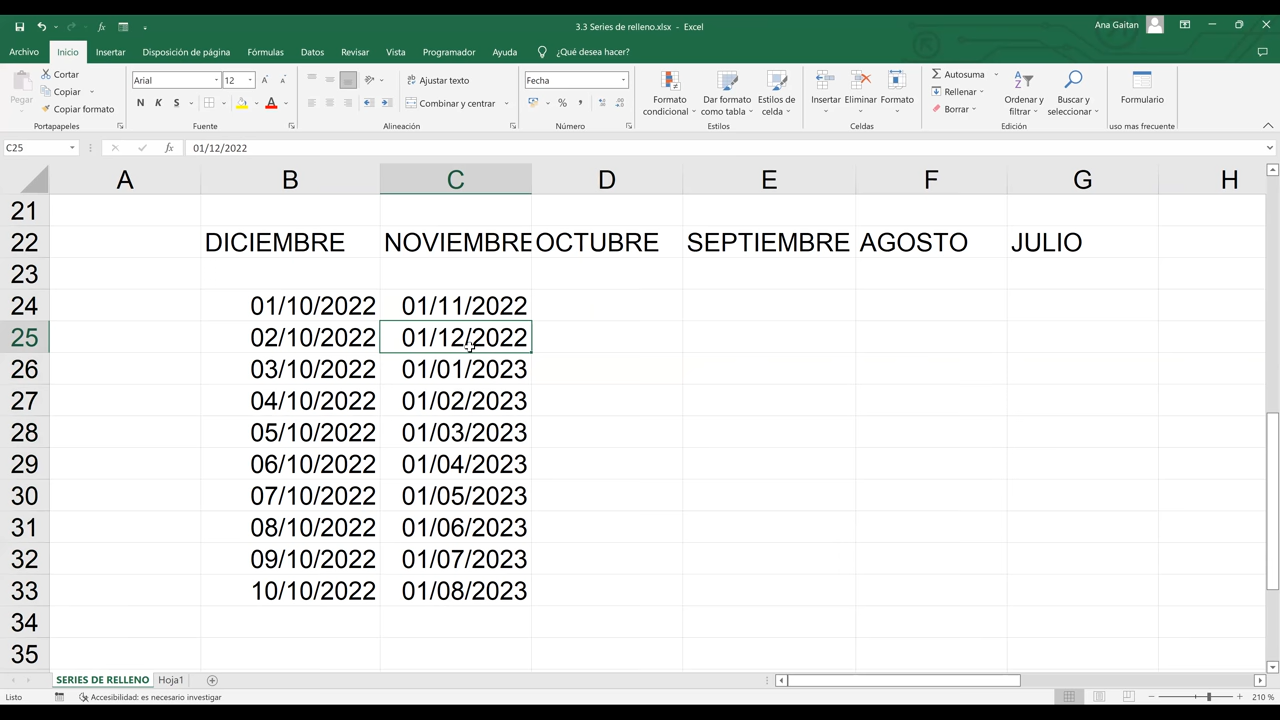 3.3 Series de relleno.xlsx - Excel
Ana Gaitan
Archivo Inicio Insertar Disposición de página Fórmulas Datos Revisar Vista Programador Ayuda ¿Qué desea hacer?
Pegar
Cortar
Copiar
Copiar formato
Portapapeles
Arial 12
N K S
Fuente
Ajustar texto
Combinar y centrar
Alineación
Fecha
%
Número
Formato condicional
Dar formato como tabla
Estilos de celda
Estilos
Insertar Eliminar Formato
Celdas
Autosuma
Rellenar
Borrar
Ordenar y filtrar
Buscar y seleccionar
Edición
Formulario
uso mas frecuente
C25 fx 01/12/2022
A B C D E F G H
21
22 DICIEMBRE NOVIEMBRE OCTUBRE SEPTIEMBRE AGOSTO JULIO
23
24 01/10/2022 01/11/2022
25 02/10/2022 01/12/2022
26 03/10/2022 01/01/2023
27 04/10/2022 01/02/2023
28 05/10/2022 01/03/2023
29 06/10/2022 01/04/2023
30 07/10/2022 01/05/2023
31 08/10/2022 01/06/2023
32 09/10/2022 01/07/2023
33 10/10/2022 01/08/2023
34
35
SERIES DE RELLENO Hoja1
Listo Accesibilidad: es necesario investigar 210 %